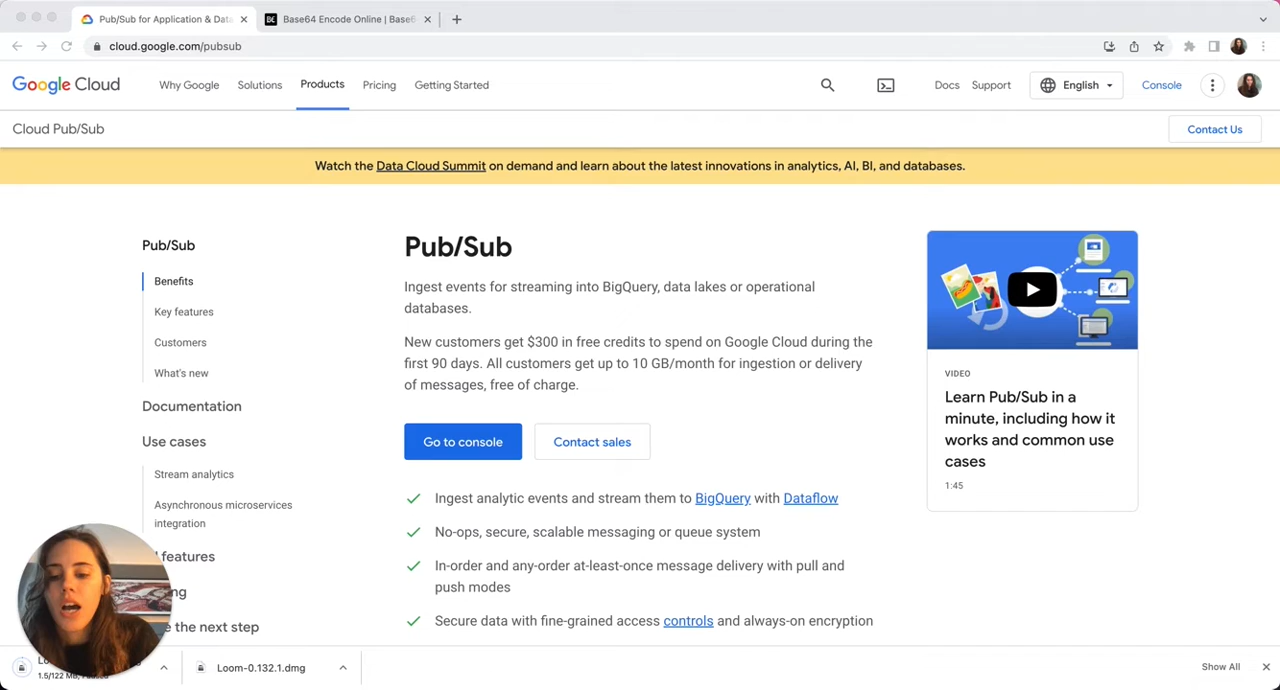 Pub/Sub for Application & Data
Base64 Encode Online | Base6
cloud.google.com/pubsub
Google Cloud
Why Google
Solutions
Products
Pricing
Getting Started
Docs
Support
English
Console
Cloud Pub/Sub
Contact Us
Watch the Data Cloud Summit on demand and learn about the latest innovations in analytics, AI, BI, and databases.
Pub/Sub
Benefits
Key features
Customers
What's new
Documentation
Use cases
Stream analytics
Asynchronous microservices
integration
features
ng
the next step
Pub/Sub
Ingest events for streaming into BigQuery, data lakes or operational
databases.
New customers get $300 in free credits to spend on Google Cloud during the
first 90 days. All customers get up to 10 GB/month for ingestion or delivery
of messages, free of charge.
Go to console
Contact sales
Ingest analytic events and stream them to BigQuery with Dataflow
No-ops, secure, scalable messaging or queue system
In-order and any-order at-least-once message delivery with pull and
push modes
Secure data with fine-grained access controls and always-on encryption
VIDEO
Learn Pub/Sub in a
minute, including how it
works and common use
cases
1:45
1.5/122 MB,
Loom-0.132.1.dmg
Show All